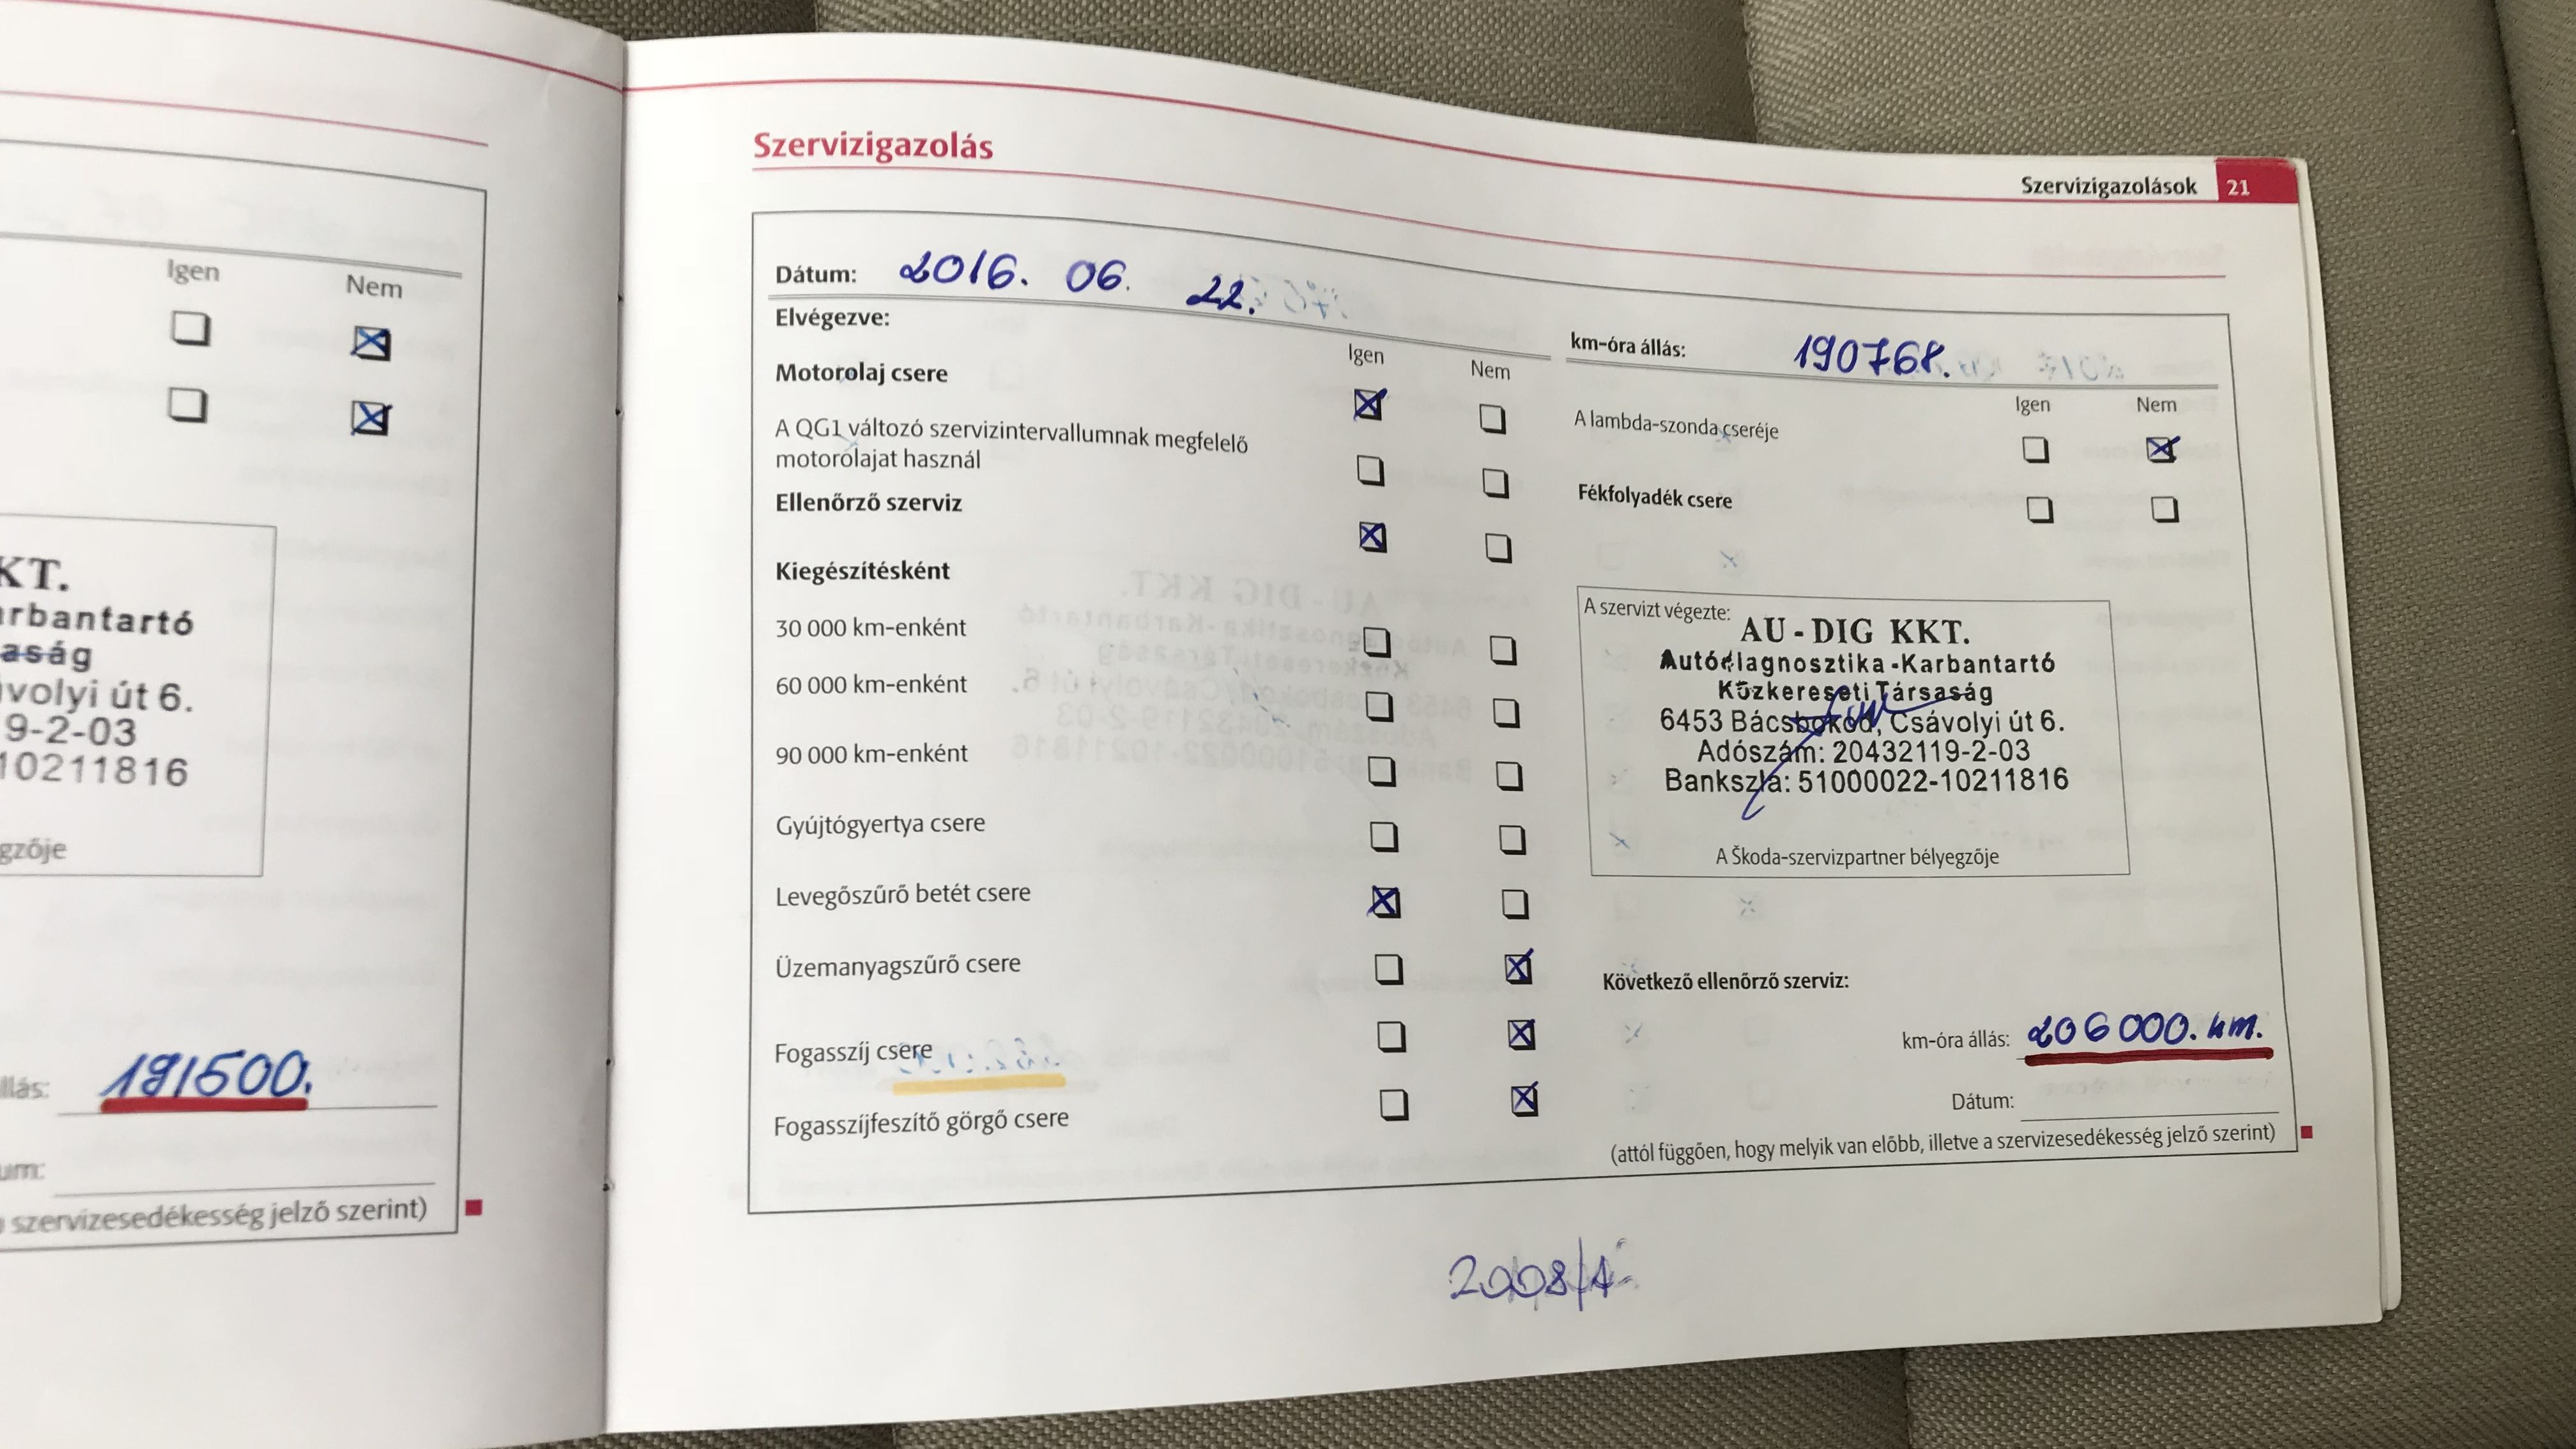 Igen Nem
KT.
arbantartó
aság
ávolyi út 6.
9-2-03
10211816
gzője
állás: 191500.
um:
szervizesedékesség jelző szerint)
Szervizigazolások 21
Szervizigazolás
Dátum: 2016. 06. 22.
Elvégezve:
Igen Nem
Motorolaj csere
A QG1 változó szervizintervallumnak megfelelő
motorolajat használ
Ellenőrző szerviz
Kiegészítésként
30 000 km-enként
60 000 km-enként
90 000 km-enként
Gyújtógyertya csere
Levegőszűrő betét csere
Üzemanyagszűrő csere
Fogasszíj csere
Fogasszíjfeszítő görgő csere
km-óra állás: 190768.
Igen Nem
A lambda-szonda cseréje
Fékfolyadék csere
A szervizt végezte:
AU-DIG KKT.
Autódiagnosztika-Karbantartó
Közkereseti Társaság
6453 Bácsbokod, Csávolyi út 6.
Adószám: 20432119-2-03
Bankszla: 51000022-10211816
A Škoda-szervizpartner bélyegzője
Következő ellenőrző szerviz:
km-óra állás: 206000. km.
Dátum:
(attól függően, hogy melyik van előbb, illetve a szervizesedékesség jelző szerint)